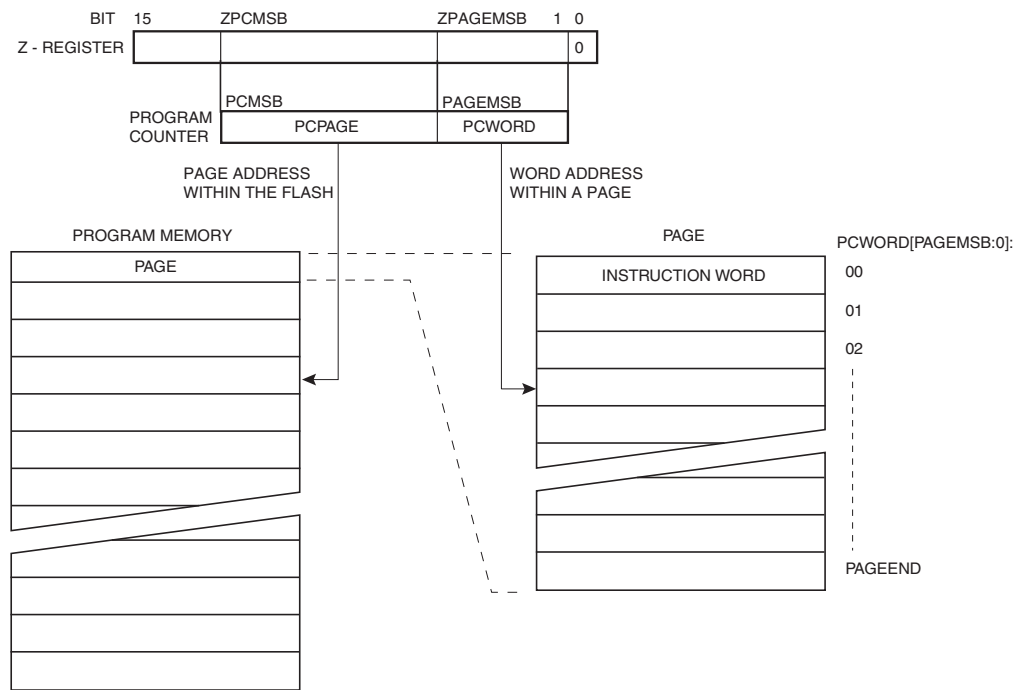 BIT 15 ZPCMSB ZPAGEMSB 1 0
Z - REGISTER 0
PCMSB PAGEMSB
PROGRAM
COUNTER
PCPAGE PCWORD
PAGE ADDRESS
WITHIN THE FLASH
WORD ADDRESS
WITHIN A PAGE
PROGRAM MEMORY
PAGE
PAGE
PCWORD[PAGEMSB:0]:
INSTRUCTION WORD 00
01
02
PAGEEND